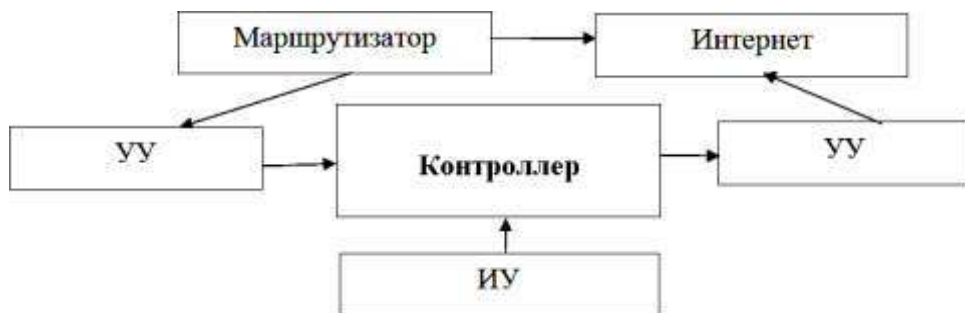 Маршрутизатор
Интернет
УУ
Контроллер
УУ
ИУ